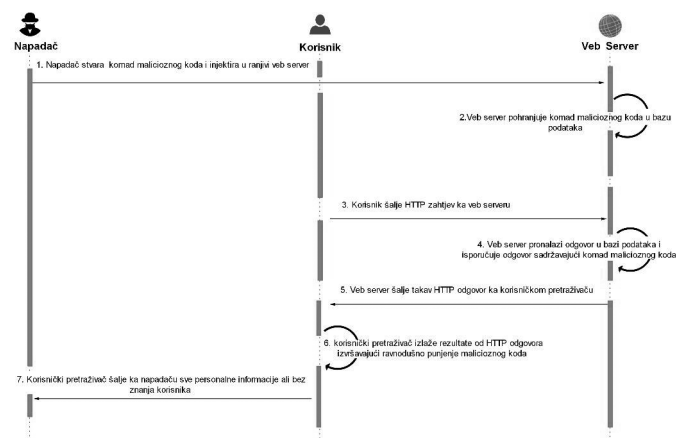 Napadač
Korisnik
Veb Server
1. Napadač stvara komad malicioznog koda i injektira u ranjivi veb server
2.Veb server pohranjuje komad malicioznog koda u bazu
podataka
3. Korisnik šalje HTTP zahtjev ka veb serveru
4. Veb server pronalazi odgovor u bazi podataka i
isporučuje odgovor sadržavajući komad malicioznog koda
5. Veb server šalje takav HTTP odgovor ka korisničkom pretraživaču
6. korisnički pretraživač izlaže rezultate od HTTP odgovora
izvršavajući ravnodušno punjenje malicioznog koda
7. Korisnički pretraživač šalje ka napadaču sve personalne informacije ali bez
znanja korisnika